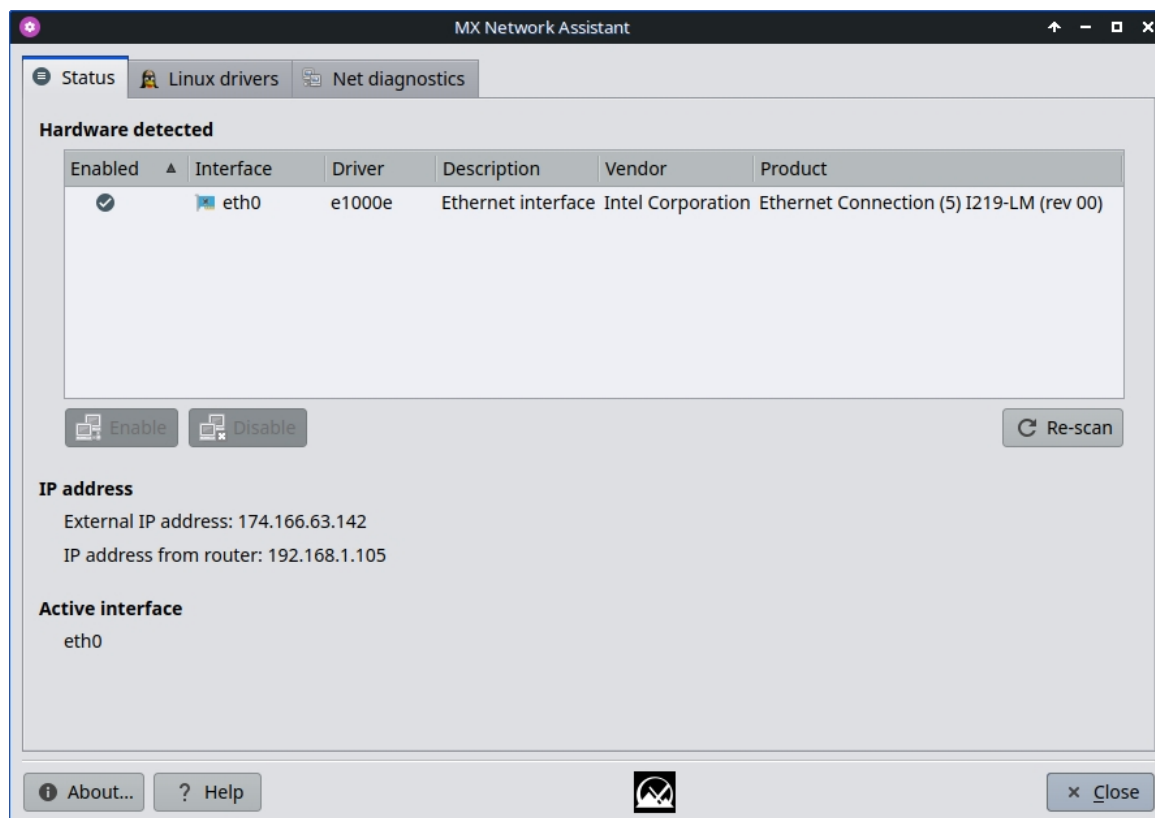 MX Network Assistant
Status Linux drivers Net diagnostics
Hardware detected
Enabled Interface Driver Description Vendor Product
eth0 e1000e Ethernet interface Intel Corporation Ethernet Connection (5) I219-LM (rev 00)
Enable Disable Re-scan
IP address
External IP address: 174.166.63.142
IP address from router: 192.168.1.105
Active interface
eth0
About... ? Help Close